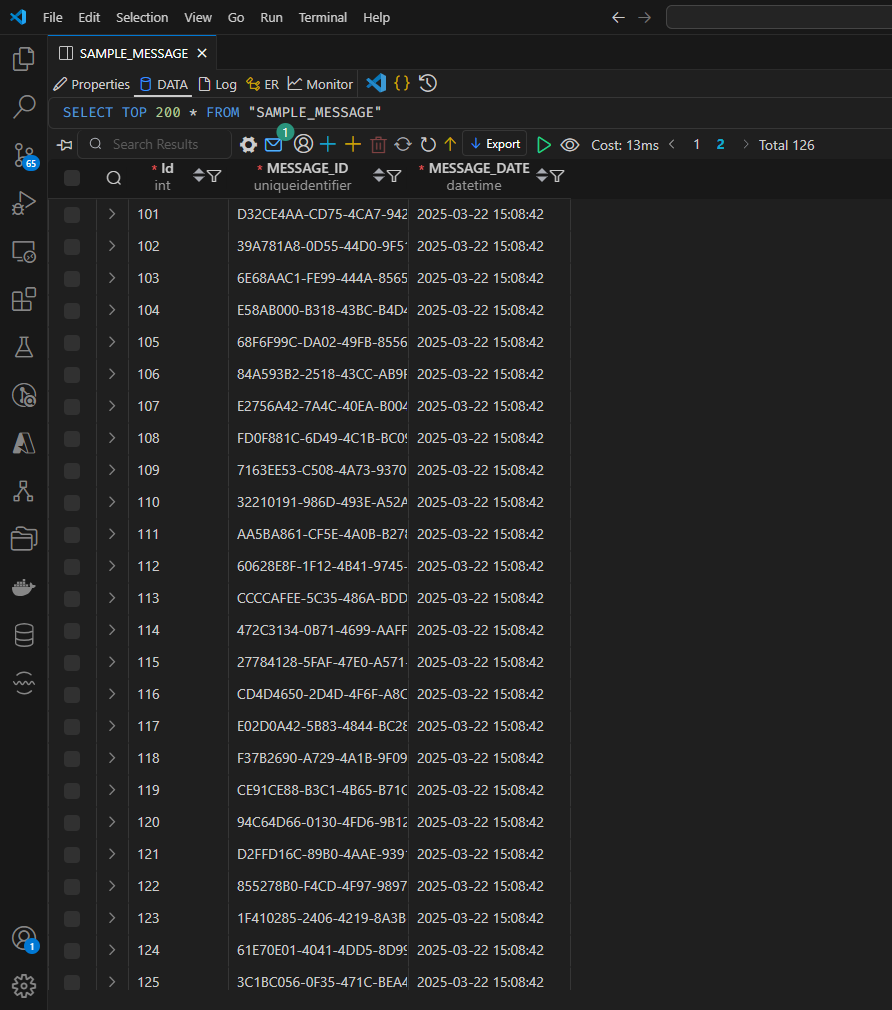 File Edit Selection View Go Run Terminal Help
SAMPLE_MESSAGE
Properties DATA Log ER Monitor
SELECT TOP 200 * FROM "SAMPLE_MESSAGE"
Search Results 1 Export Cost: 13ms 1 2 Total 126
* Id * MESSAGE_ID * MESSAGE_DATE
int uniqueidentifier datetime
101 D32CE4AA-CD75-4CA7-942 2025-03-22 15:08:42
102 39A781A8-0D55-44D0-9F51 2025-03-22 15:08:42
103 6E68AAC1-FE99-444A-8565 2025-03-22 15:08:42
104 E58AB000-B318-43BC-B4D4 2025-03-22 15:08:42
105 68F6F99C-DA02-49FB-8556 2025-03-22 15:08:42
106 84A593B2-2518-43CC-AB9F 2025-03-22 15:08:42
107 E2756A42-7A4C-40EA-B004 2025-03-22 15:08:42
108 FD0F881C-6D49-4C1B-BC09 2025-03-22 15:08:42
109 7163EE53-C508-4A73-9370 2025-03-22 15:08:42
110 32210191-986D-493E-A52A 2025-03-22 15:08:42
111 AA5BA861-CF5E-4A0B-B278 2025-03-22 15:08:42
112 60628E8F-1F12-4B41-9745- 2025-03-22 15:08:42
113 CCCCAFEE-5C35-486A-BDD 2025-03-22 15:08:42
114 472C3134-0B71-4699-AAFF 2025-03-22 15:08:42
115 27784128-5FAF-47E0-A571- 2025-03-22 15:08:42
116 CD4D4650-2D4D-4F6F-A8C 2025-03-22 15:08:42
117 E02D0A42-5B83-4844-BC28 2025-03-22 15:08:42
118 F37B2690-A729-4A1B-9F09 2025-03-22 15:08:42
119 CE91CE88-B3C1-4B65-B71C 2025-03-22 15:08:42
120 94C64D66-0130-4FD6-9B12 2025-03-22 15:08:42
121 D2FFD16C-89B0-4AAE-9391 2025-03-22 15:08:42
122 855278B0-F4CD-4F97-9897 2025-03-22 15:08:42
123 1F410285-2406-4219-8A3B 2025-03-22 15:08:42
124 61E70E01-4041-4DD5-8D99 2025-03-22 15:08:42
125 3C1BC056-0F35-471C-BEA4 2025-03-22 15:08:42
65
1